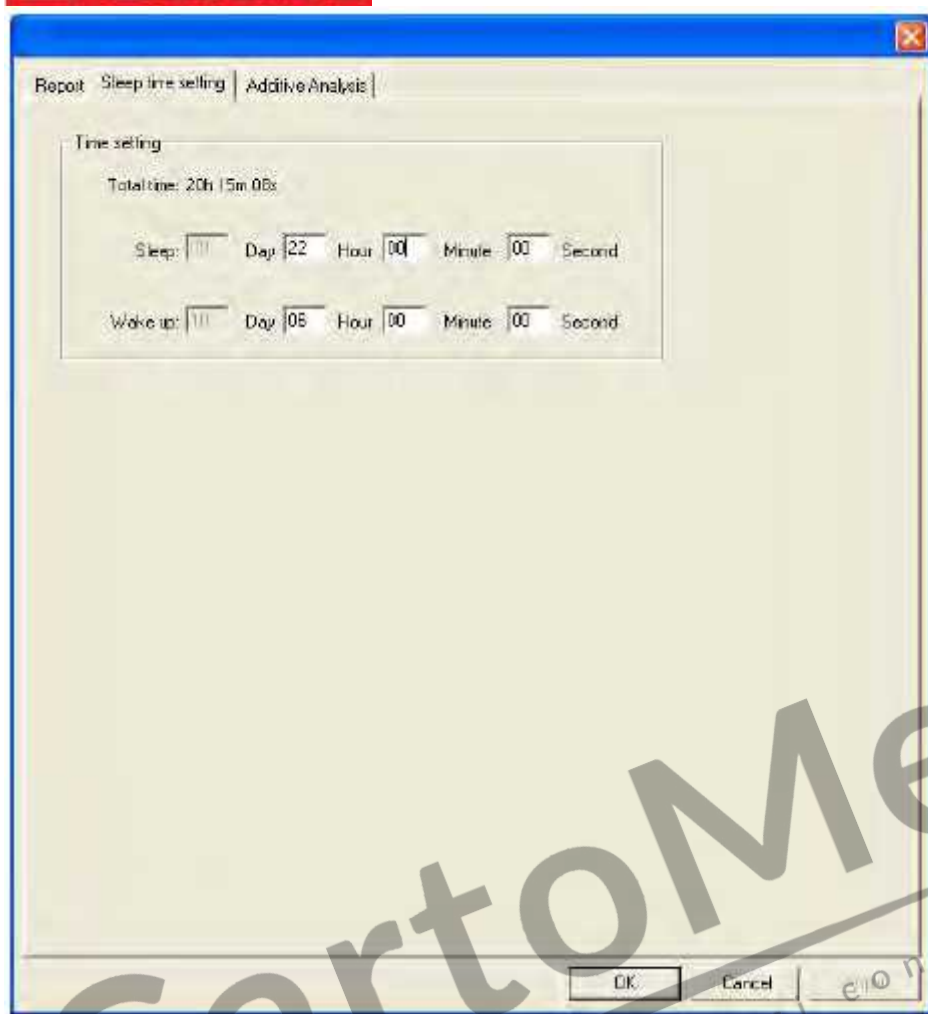 Report Sleep time setting Additive Analysis
Time setting
Total time: 20h 15m 08s
Sleep: Day 22 Hour 00 Minute 00 Second
Wake up: Day 06 Hour 00 Minute 00 Second
OK Cancel
CertoMe